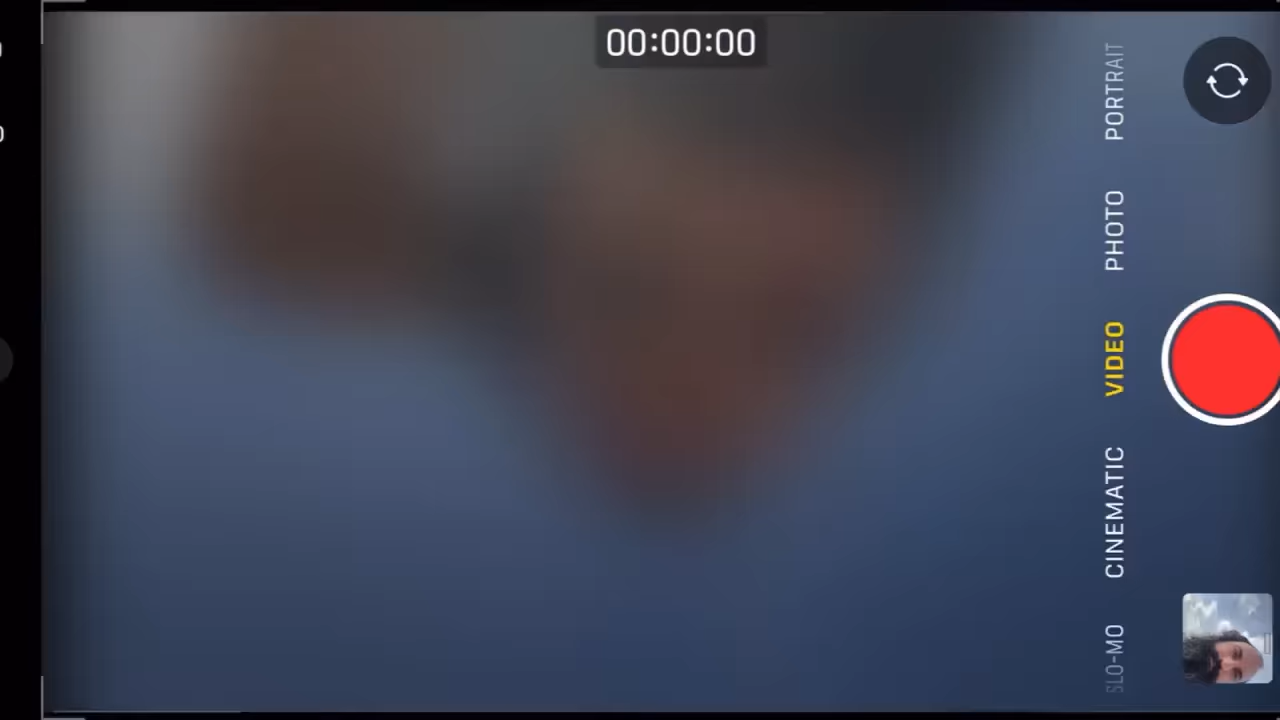 00:00:00
PORTRAIT
PHOTO
VIDEO
CINEMATIC
SLO-MO